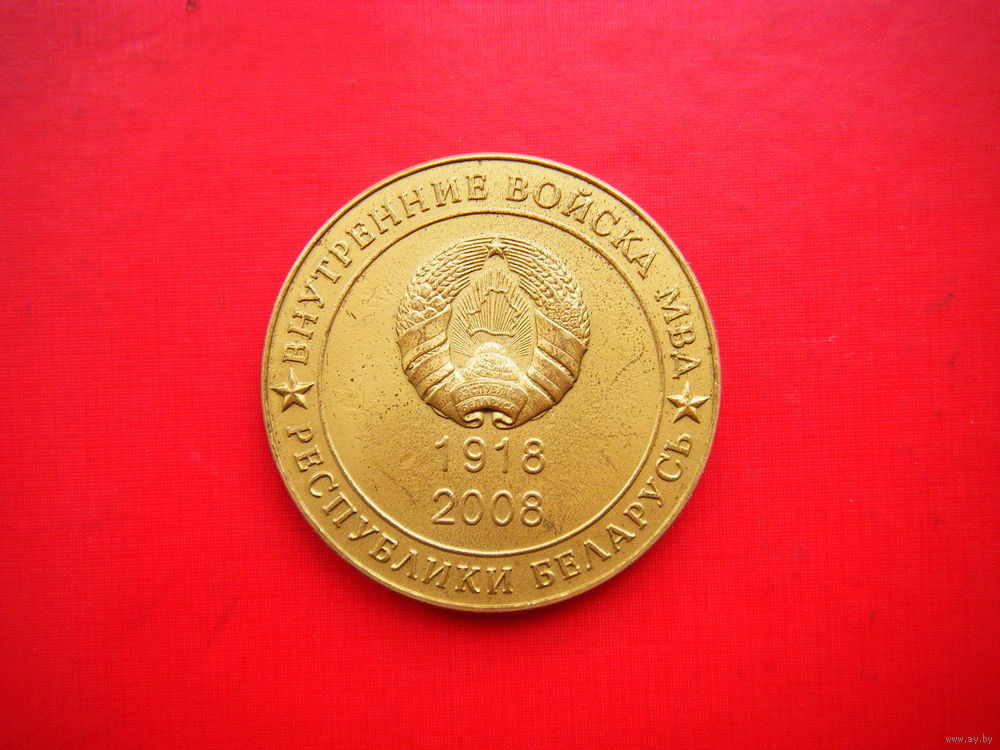 ВНУТРЕННИЕ ВОЙСКА МВД
РЕСПУБЛИКИ БЕЛАРУСЬ
1918
2008
www.ay.by